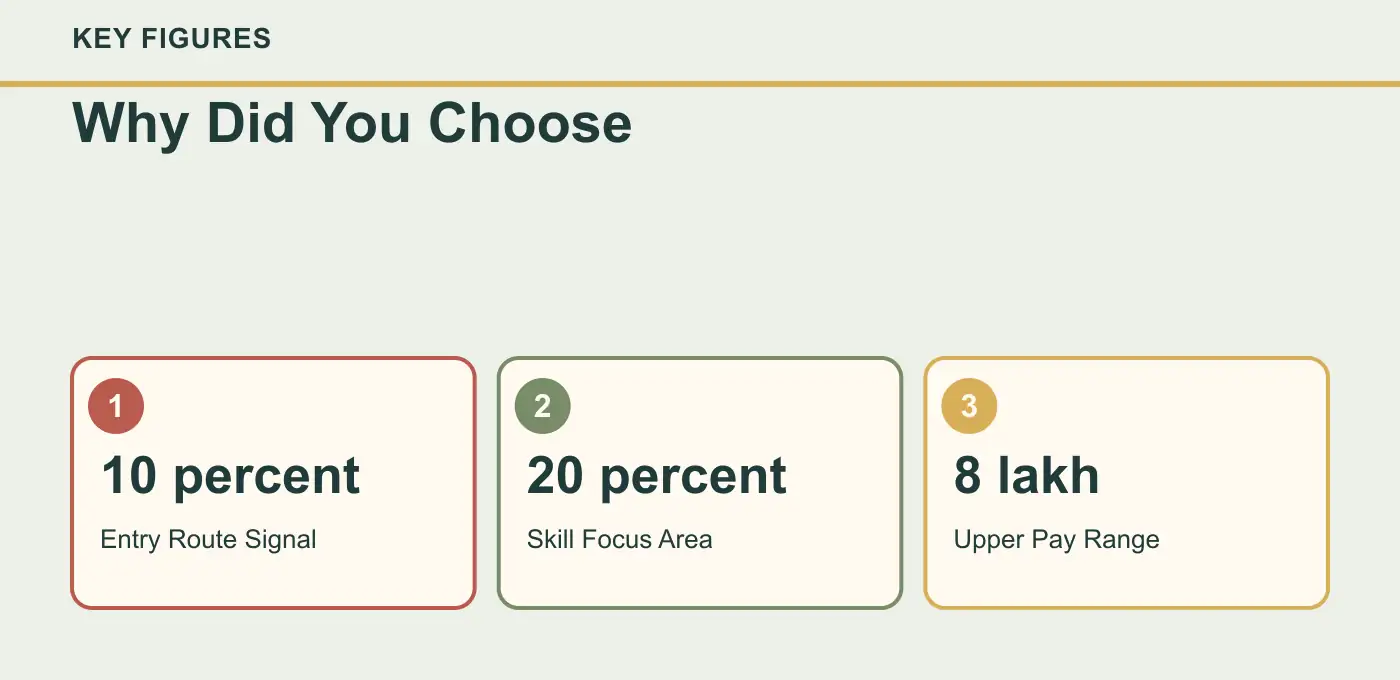 KEY FIGURES
Why Did You Choose
1
10 percent
Entry Route Signal
2
20 percent
Skill Focus Area
3
8 lakh
Upper Pay Range